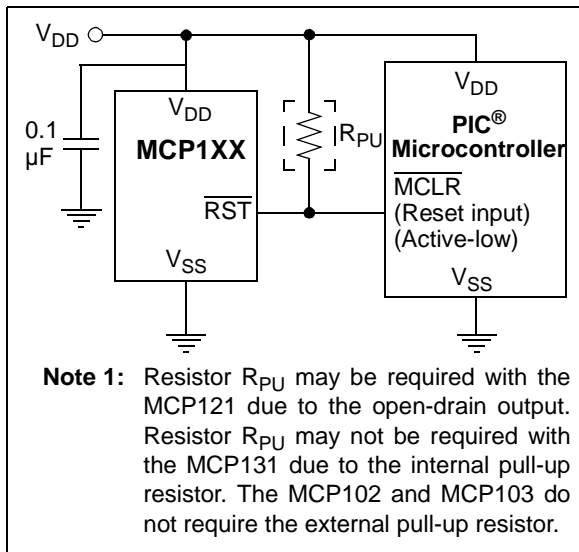 VDD
VDD
VDD
0.1
µF
MCP1XX
RPU
PIC®
Microcontroller
RST
MCLR
(Reset input)
(Active-low)
VSS
VSS
Note 1: Resistor RPU may be required with the
MCP121 due to the open-drain output.
Resistor RPU may not be required with
the MCP131 due to the internal pull-up
resistor. The MCP102 and MCP103 do
not require the external pull-up resistor.